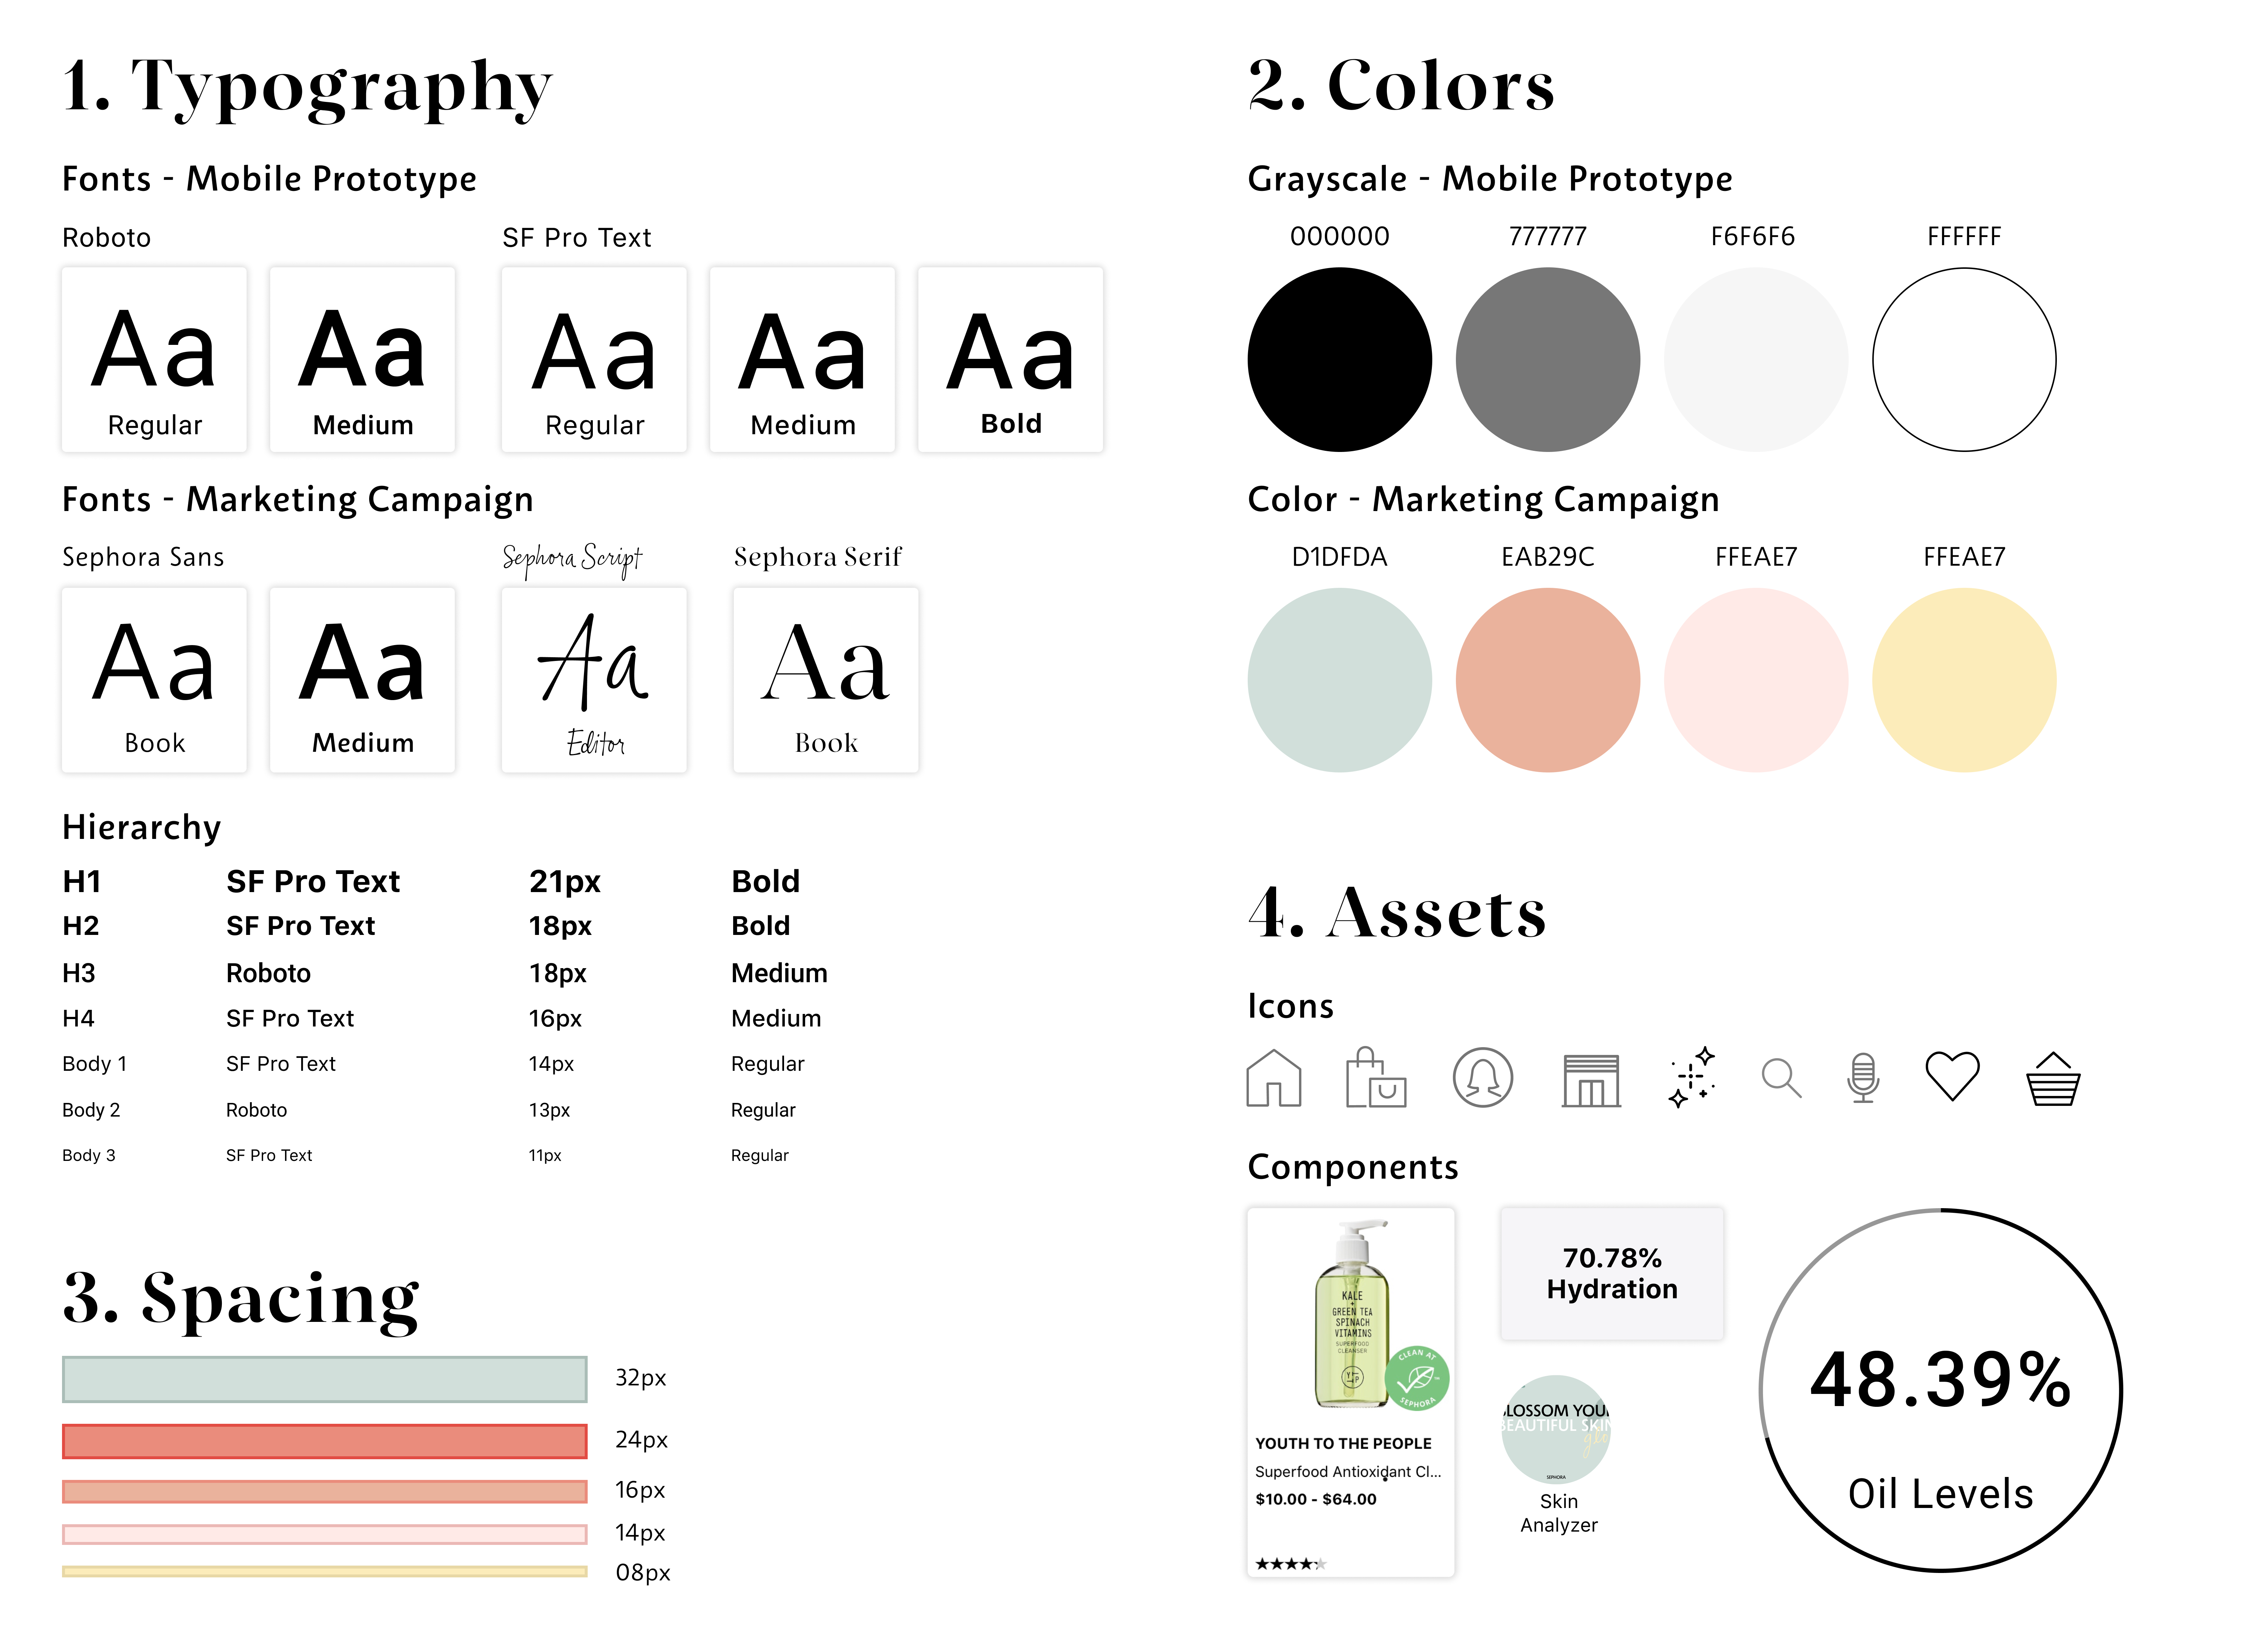 1. Typography
Fonts - Mobile Prototype
Roboto
SF Pro Text
Aa
Regular
Aa
Medium
Aa
Regular
Aa
Medium
Aa
Bold
Fonts - Marketing Campaign
Sephora Sans
Sephora Script
Sephora Serif
Aa
Book
Aa
Medium
Aa
Editor
Aa
Book
Hierarchy
H1 SF Pro Text 21px Bold
H2 SF Pro Text 18px Bold
H3 Roboto 18px Medium
H4 SF Pro Text 16px Medium
Body 1 SF Pro Text 14px Regular
Body 2 Roboto 13px Regular
Body 3 SF Pro Text 11px Regular
3. Spacing
32px
24px
16px
14px
08px
2. Colors
Grayscale - Mobile Prototype
000000 777777 F6F6F6 FFFFFF
Color - Marketing Campaign
D1DFDA EAB29C FFEAE7 FFEAE7
4. Assets
Icons
Components
KALE
+
GREEN TEA
SPINACH
VITAMINS
SUPERFOOD
CLEANSER
CLEAN AT
SEPHORA
YOUTH TO THE PEOPLE
Superfood Antioxidant Cl...
$10.00 - $64.00
70.78%
Hydration
LOSSOM YOU
BEAUTIFUL SKIN
SEPHORA
Skin
Analyzer
48.39%
Oil Levels